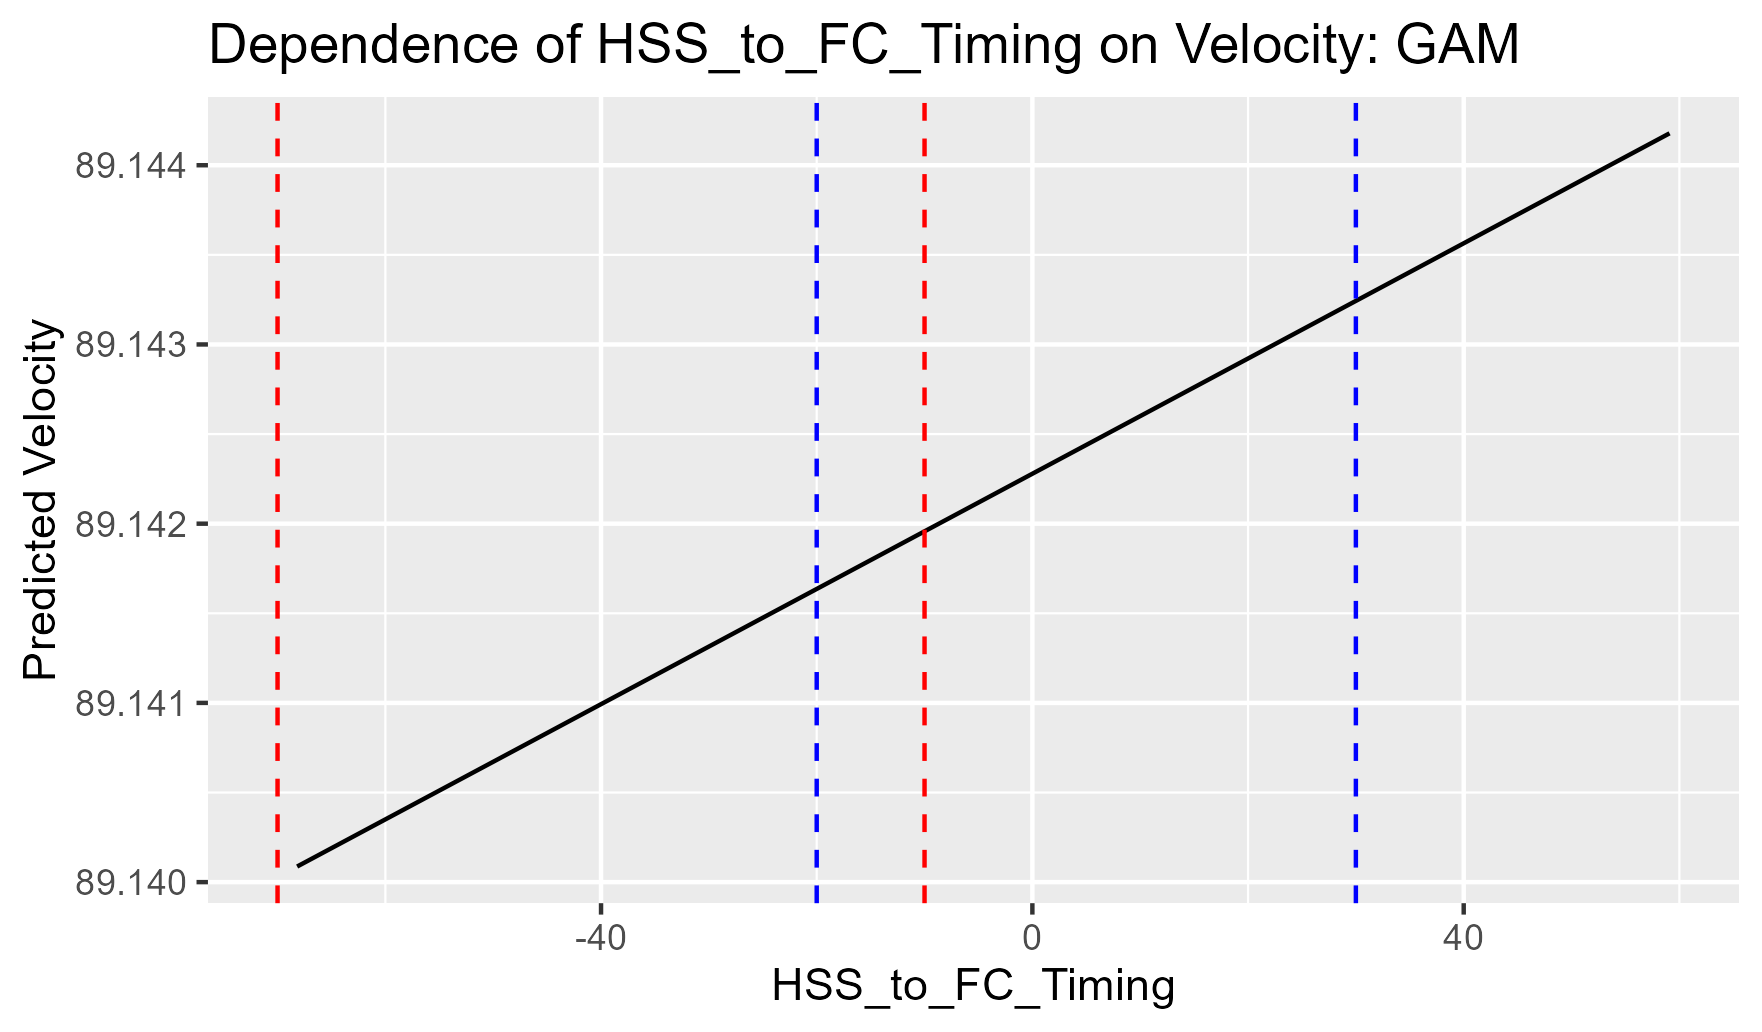 Dependence of HSS_to_FC_Timing on Velocity: GAM
Predicted Velocity
89.144
89.143
89.142
89.141
89.140
-40
0
40
HSS_to_FC_Timing